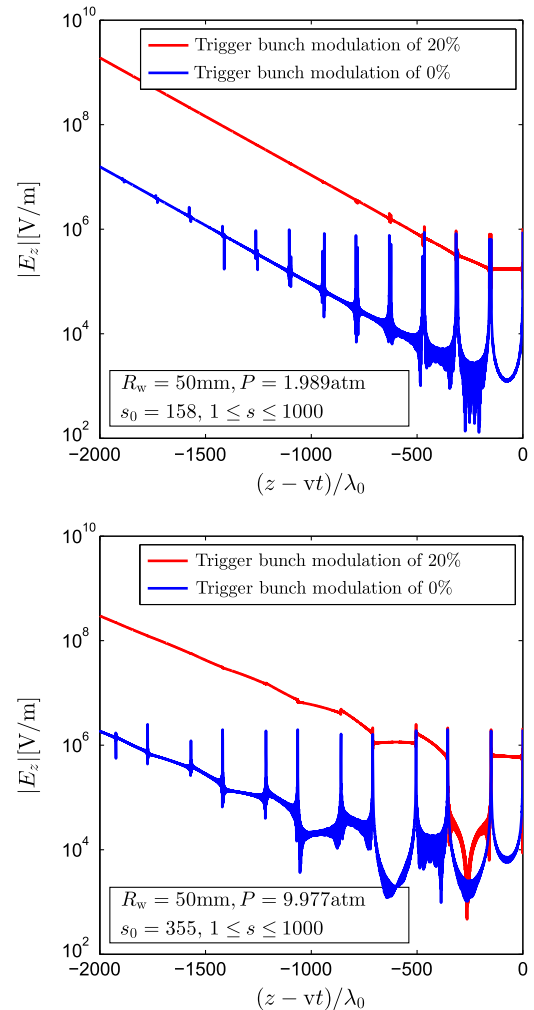 10^10
10^8
10^6
10^4
10^2
|E_z|[V/m]
Trigger bunch modulation of 20%
Trigger bunch modulation of 0%
R_w = 50mm, P = 1.989atm
s_0 = 158, 1 ≤ s ≤ 1000
−2000 −1500 −1000 −500 0
(z − vt)/λ_0
10^10
10^8
10^6
10^4
10^2
|E_z|[V/m]
Trigger bunch modulation of 20%
Trigger bunch modulation of 0%
R_w = 50mm, P = 9.977atm
s_0 = 355, 1 ≤ s ≤ 1000
−2000 −1500 −1000 −500 0
(z − vt)/λ_0